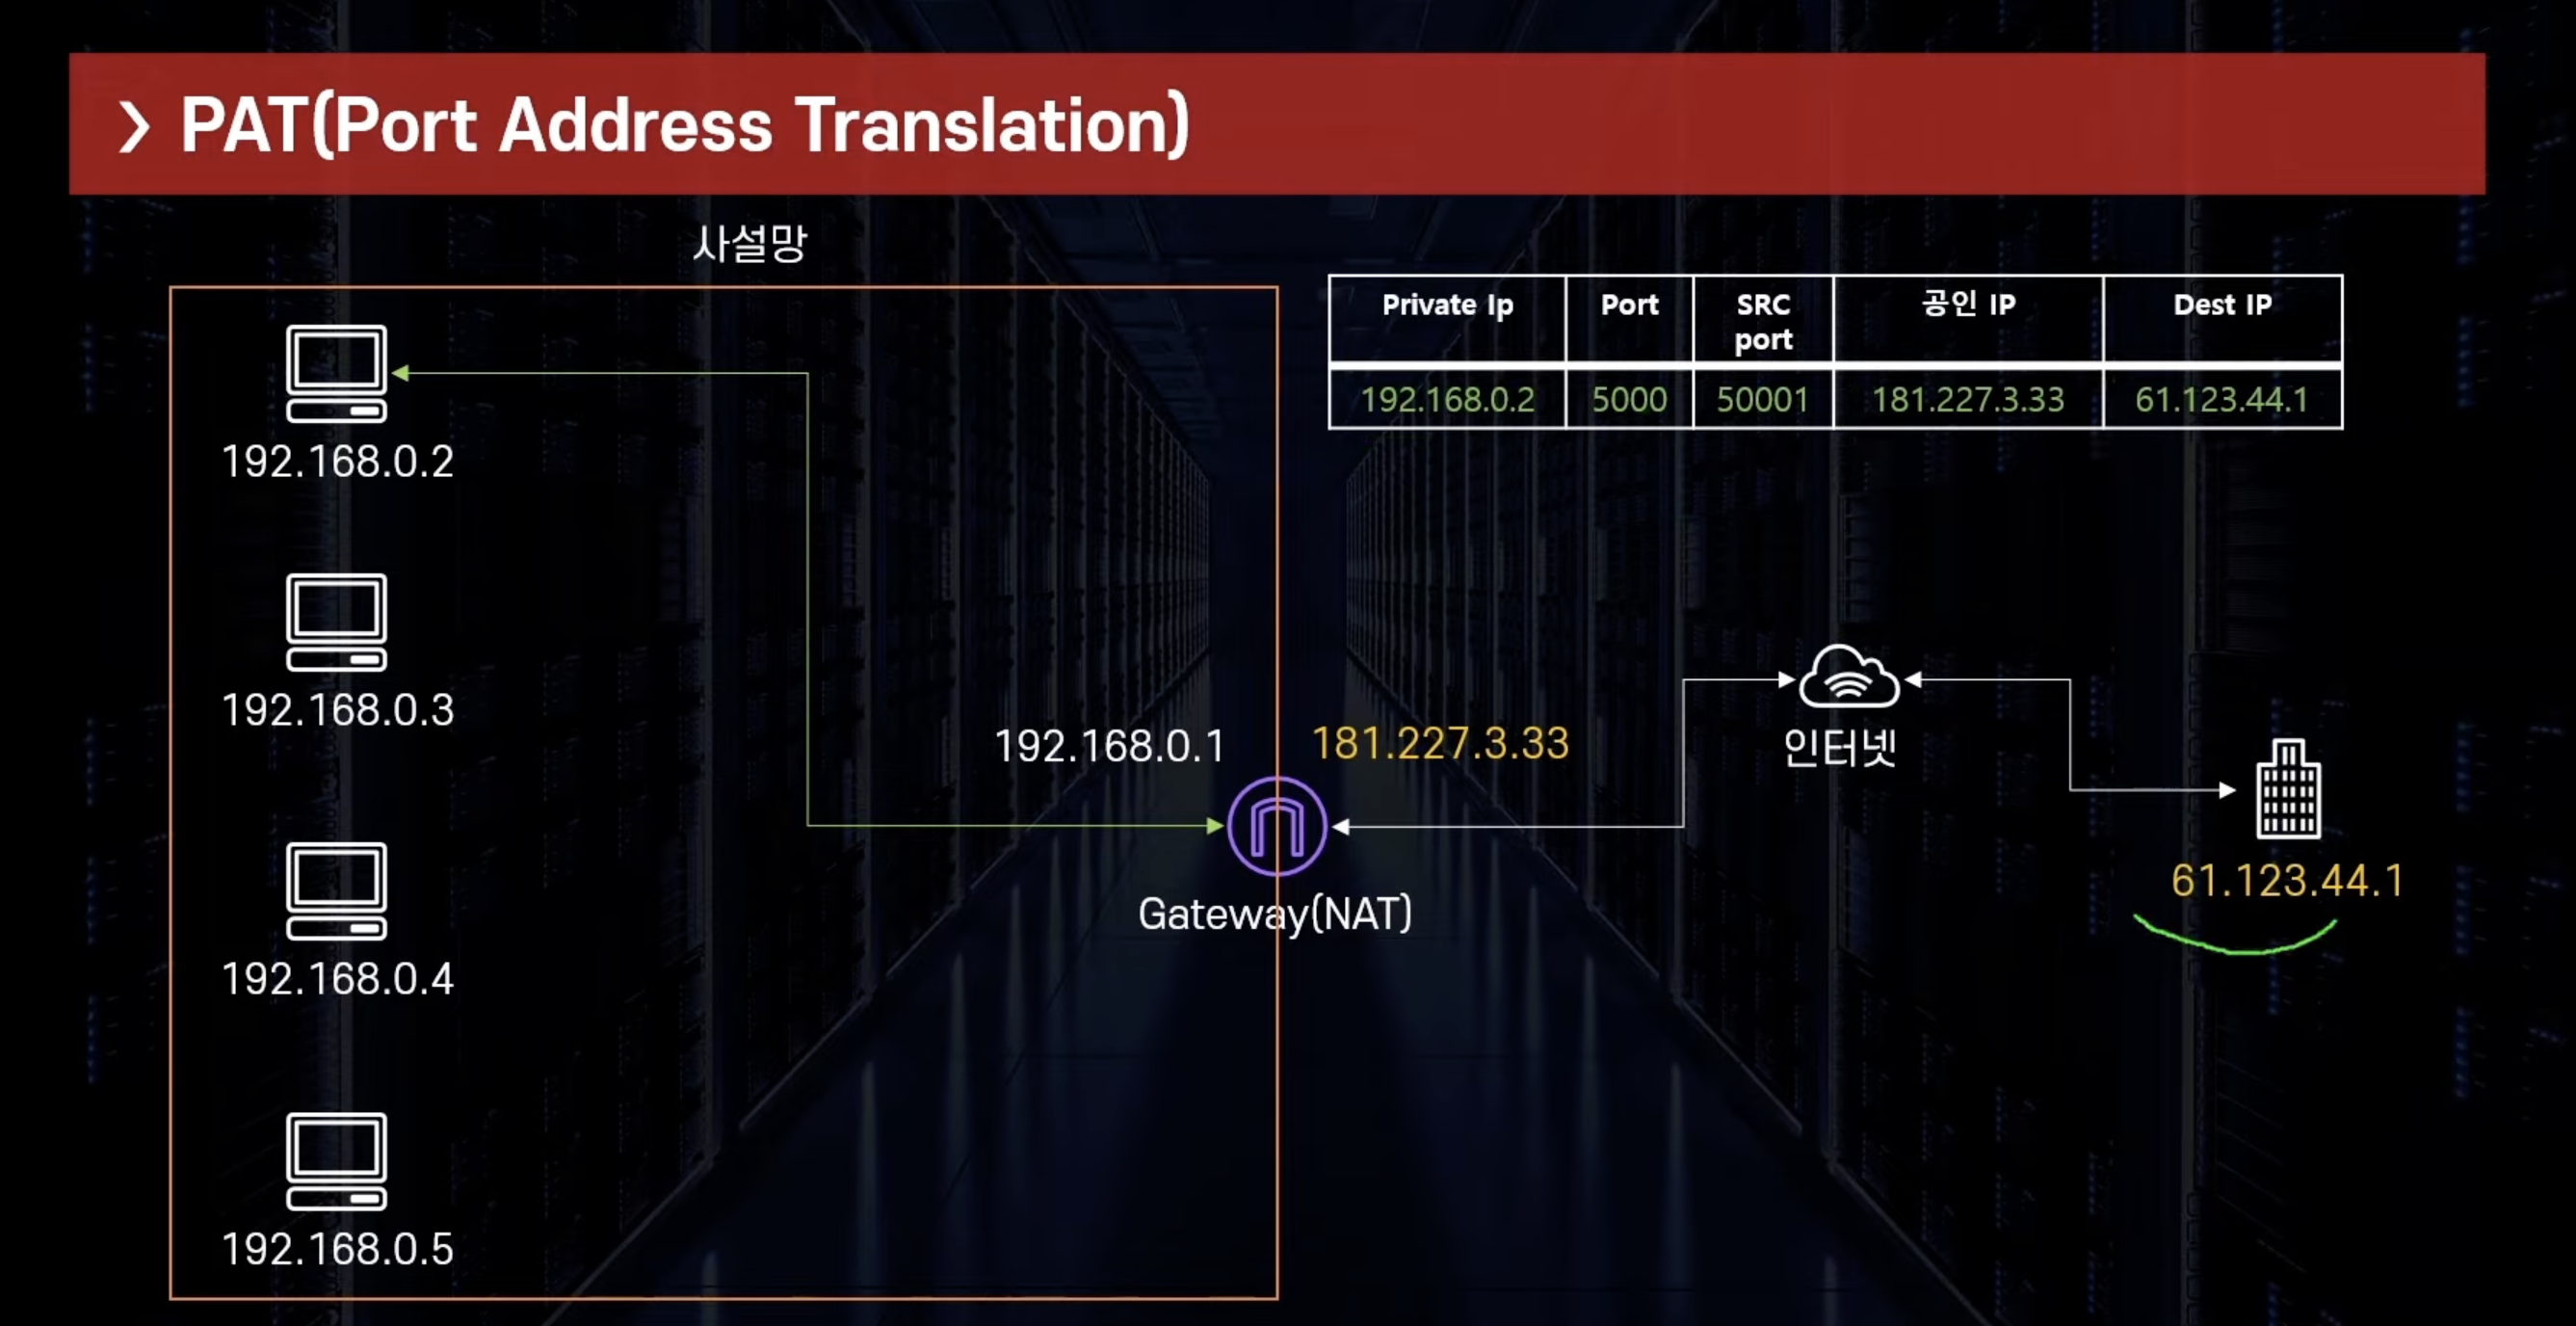 PAT(Port Address Translation)
사설망
Private Ip Port SRC port 공인 IP Dest IP
192.168.0.2 5000 50001 181.227.3.33 61.123.44.1
192.168.0.2
192.168.0.3
192.168.0.1
181.227.3.33
인터넷
Gateway(NAT)
61.123.44.1
192.168.0.4
192.168.0.5